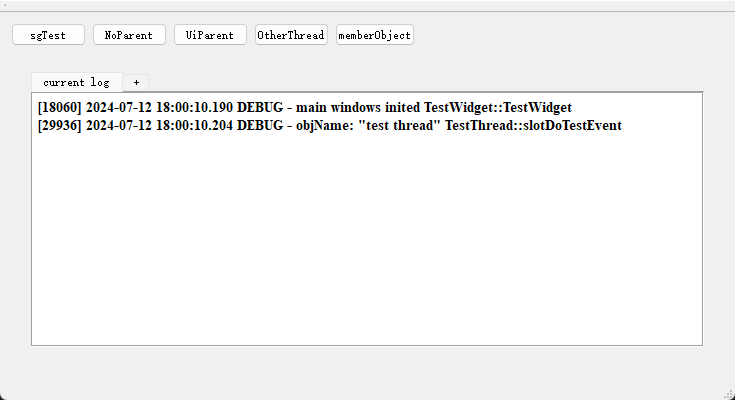 sgTest NoParent UiParent OtherThread memberObject
current log +
[18060] 2024-07-12 18:00:10.190 DEBUG - main windows inited TestWidget::TestWidget
[29936] 2024-07-12 18:00:10.204 DEBUG - objName: "test thread" TestThread::slotDoTestEvent